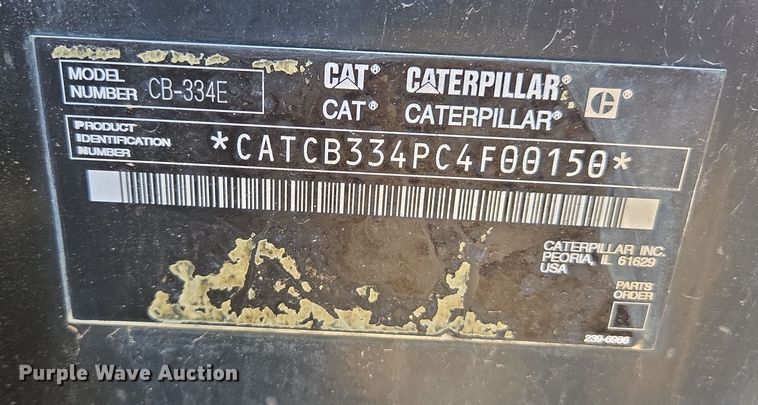 MODEL NUMBER CB-334E
CAT® CATERPILLAR®
CAT® CATERPILLAR®
PRODUCT IDENTIFICATION NUMBER
*CATCB334PC4F00150*
CATERPILLAR INC.
PEORIA, IL 61629
USA
PARTS
ORDER
239-6986
Purple Wave Auction